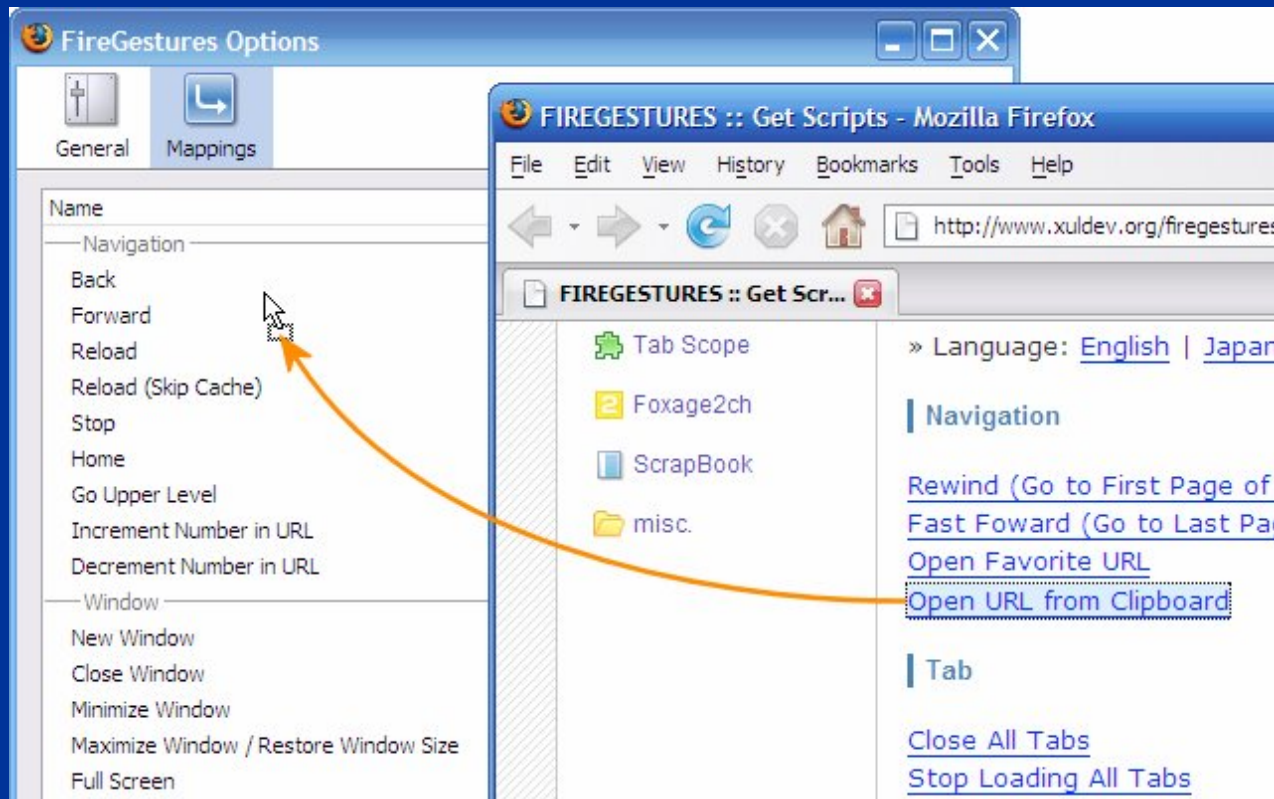 FireGestures Options
General
Mappings
Name
Navigation
Back
Forward
Reload
Reload (Skip Cache)
Stop
Home
Go Upper Level
Increment Number in URL
Decrement Number in URL
Window
New Window
Close Window
Minimize Window
Maximize Window / Restore Window Size
Full Screen
FIREGESTURES :: Get Scripts - Mozilla Firefox
File Edit View History Bookmarks Tools Help
http://www.xuldev.org/firegestures
FIREGESTURES :: Get Scr...
Tab Scope
2 Foxage2ch
ScrapBook
misc.
» Language: English | Japan
Navigation
Rewind (Go to First Page of
Fast Foward (Go to Last Pa
Open Favorite URL
Open URL from Clipboard
Tab
Close All Tabs
Stop Loading All Tabs